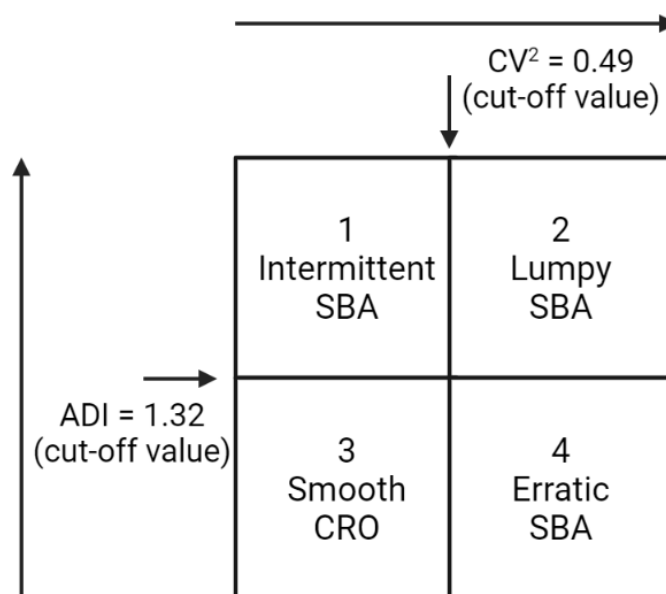 CV² = 0.49
(cut-off value)
1
Intermittent
SBA
2
Lumpy
SBA
ADI = 1.32
(cut-off value)
3
Smooth
CRO
4
Erratic
SBA